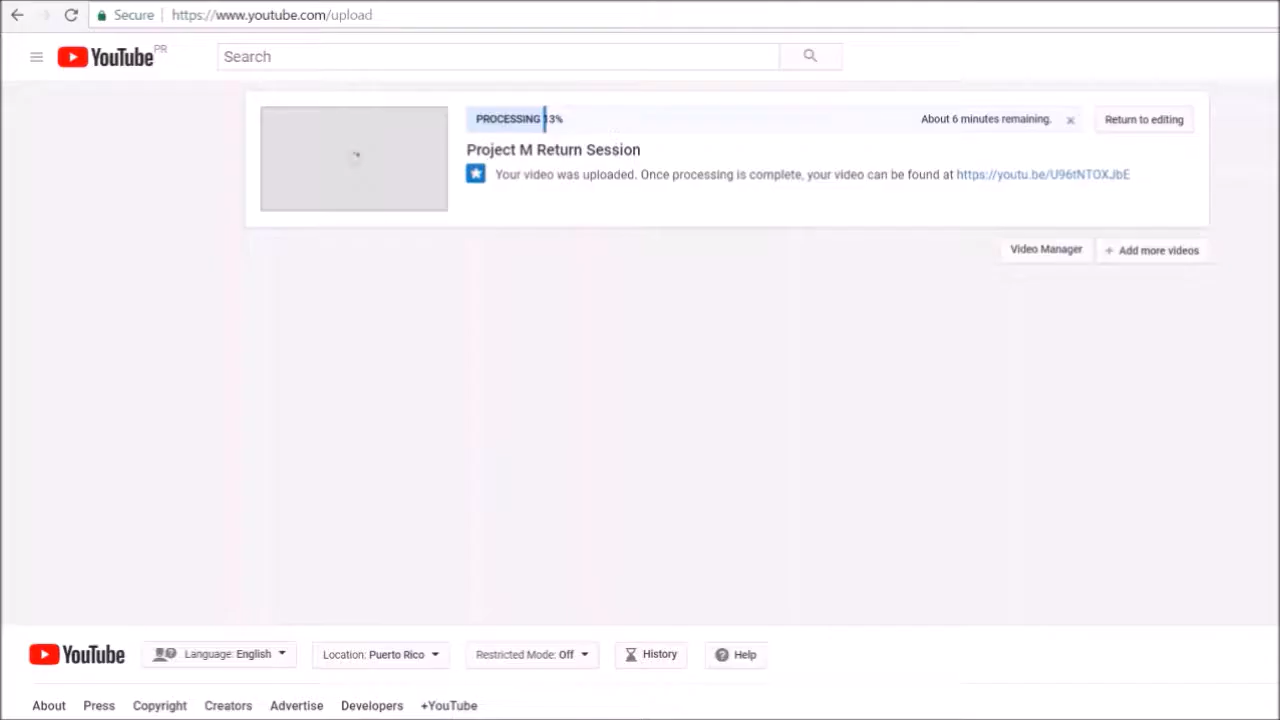 Secure | https://www.youtube.com/upload
YouTube PR
Search
PROCESSING 13% About 6 minutes remaining. Return to editing
Project M Return Session
Your video was uploaded. Once processing is complete, your video can be found at https://youtu.be/U96tNTOXJbE
Video Manager + Add more videos
YouTube Language: English Location: Puerto Rico Restricted Mode: Off History Help
About Press Copyright Creators Advertise Developers +YouTube